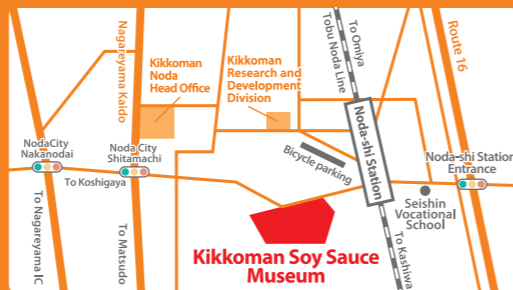 Nagareyama Kaido
Kikkoman
Noda
Head Office
Kikkoman
Research and
Development
Division
To Omiya
Tobu Noda Line
Route 16
NodaCity
Nakanodai
Noda City
Shitamachi
Bicycle parking
Noda-shi Station
Noda-shi Station
Entrance
To Koshigaya
Seishin
Vocational
School
To Nagareyama IC
To Matsudo
Kikkoman Soy Sauce
Museum
To Kashiwa